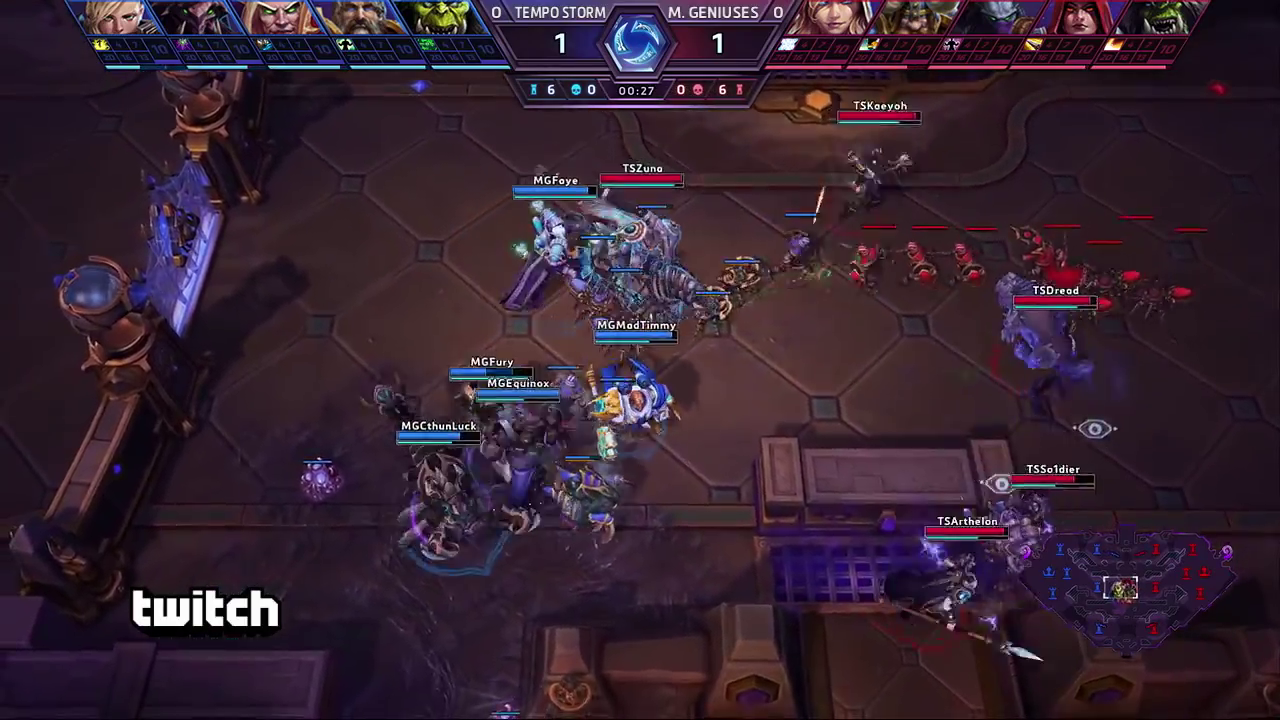 0 TEMPO STORM
M. GENIUSES 0
1
1
6
0
00:27
0
6
TSKaeyoh
TSZuna
MGFaye
TSDread
MGMadTimmy
MGFury
MGEquinox
MGCthunLuck
TSSo1dier
TSArthelon
twitch